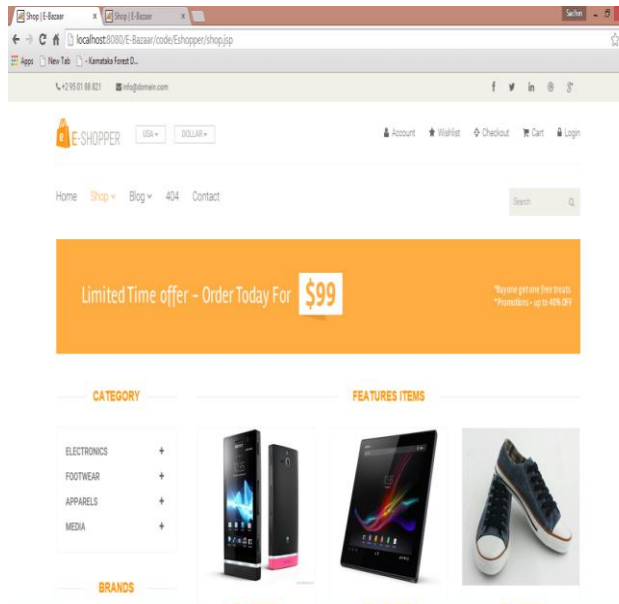 Shop | E-Bazaar x Shop | E-Bazaar x Sachin
localhost:8080/E-Bazaar/code/Eshopper/shop.jsp
Apps New Tab - Karnataka Forest D...
+2 95 01 88 821 info@domain.com
E-SHOPPER USA DOLLAR Account Wishlist Checkout Cart Login
Home Shop Blog 404 Contact Search
Limited Time offer - Order Today For $99
*Buy one get one free treats
*Promotions - up to 40% OFF
CATEGORY FEATURES ITEMS
ELECTRONICS +
FOOTWEAR +
APPARELS +
MEDIA +
BRANDS